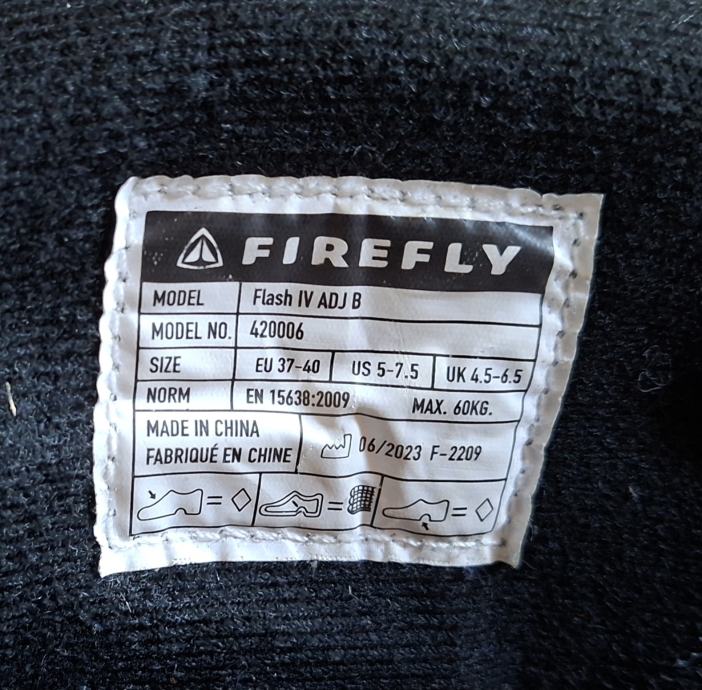 FIREFLY
MODEL Flash IV ADJ B
MODEL NO. 420006
SIZE EU 37-40 US 5-7.5 UK 4.5-6.5
NORM EN 15638:2009 MAX. 60KG.
MADE IN CHINA
FABRIQUÉ EN CHINE 06/2023 F-2209
= = =